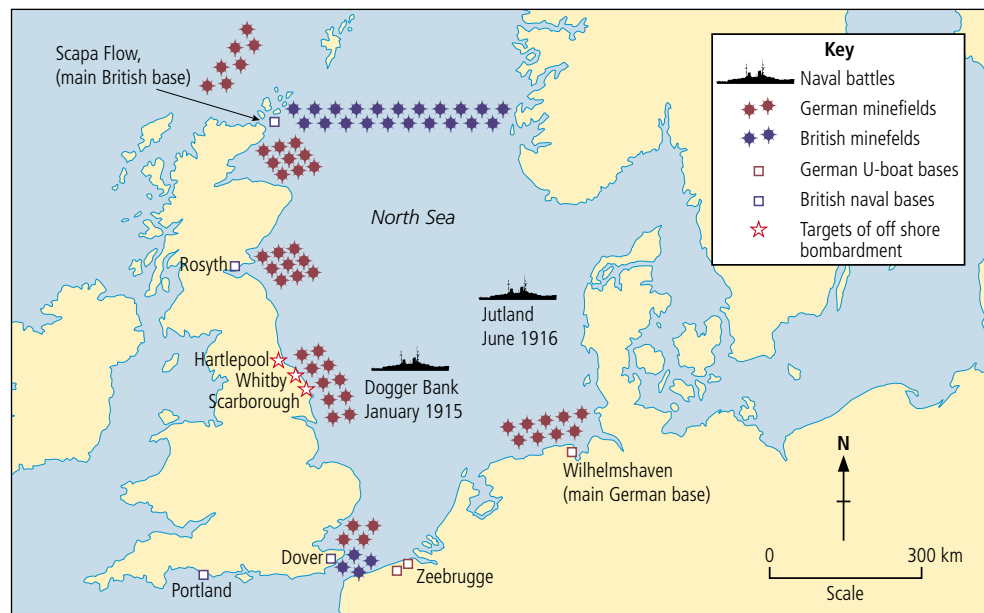 Scapa Flow,
(main British
base)
Key
Naval battles
German minefields
British minefelds
German U-boat bases
British naval bases
Targets of off shore
bombardment
North Sea
Rosyth
Jutland
June 1916
Hartlepool
Whitby
Scarborough
Dogger Bank
January 1915
Wilhelmshaven
(main German base)
N
Dover
Zeebrugge
Portland
0
300 km
Scale